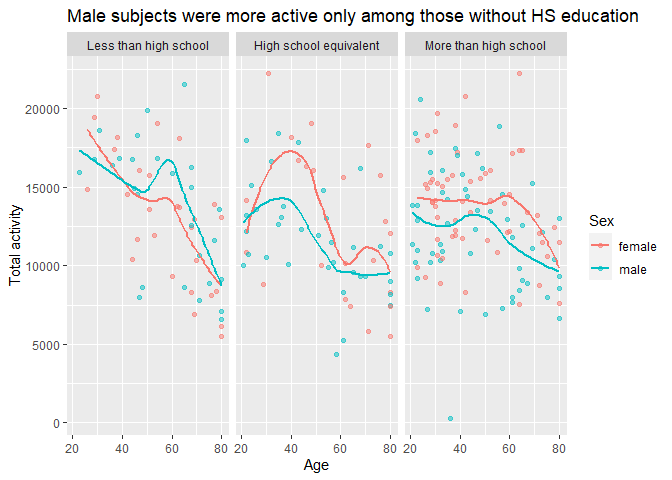 Male subjects were more active only among those without HS education
Less than high school
High school equivalent
More than high school
20000
15000
10000
5000
0
Total activity
20 40 60 80
20 40 60 80
20 40 60 80
Age
Sex
female
male